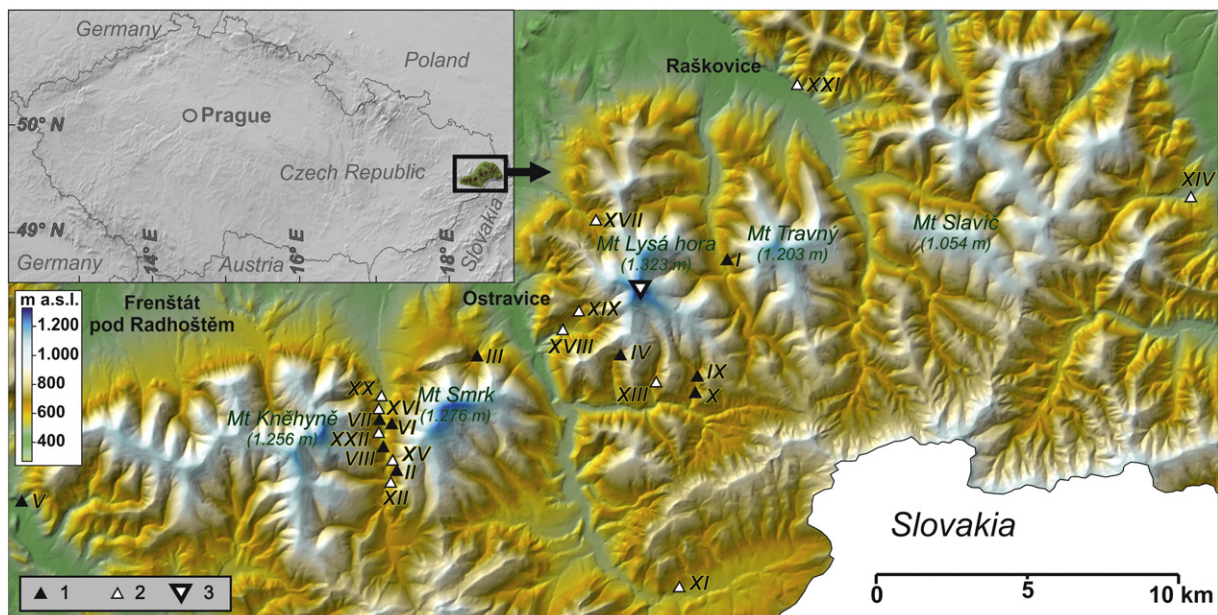 Germany
Poland
50° N
Prague
Czech Republic
49° N
14° E
16° E
18° E
Slovakia
Germany
Austria
Raškovice
XXI
XIV
XVII
Mt Lysá hora
(1.323 m)
I
Mt Travný
(1.203 m)
Mt Slavíč
(1.054 m)
m a.s.l.
1.200
1.000
800
600
400
Frenštát
pod Radhoštěm
Ostravice
XIX
XVIII
III
IV
XIII
IX
X
XX
XVI
Mt Smrk
(1.276 m)
Mt Kněhyně
(1.256 m)
VII
VI
XXII
VIII
XV
II
XII
V
XI
Slovakia
1
2
3
0
5
10 km